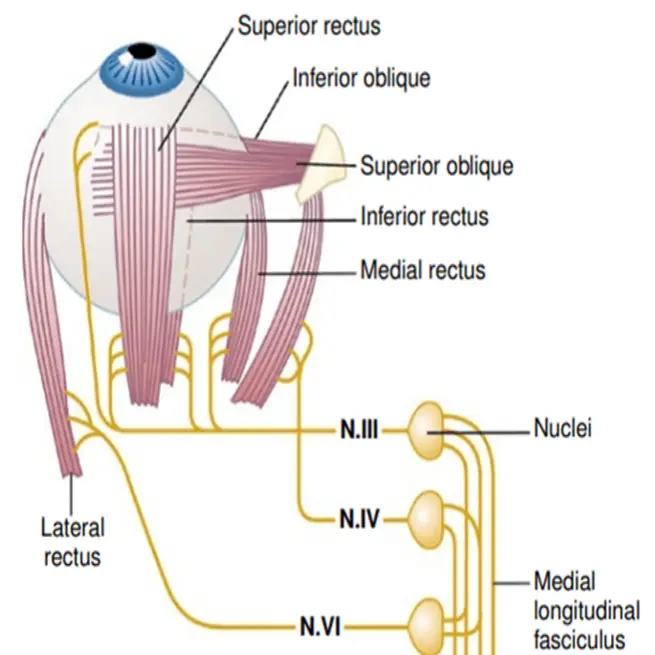 Superior rectus
Inferior oblique
Superior oblique
Inferior rectus
Medial rectus
N.III
Nuclei
Lateral
rectus
N.IV
Medial
longitudinal
fasciculus
N.VI